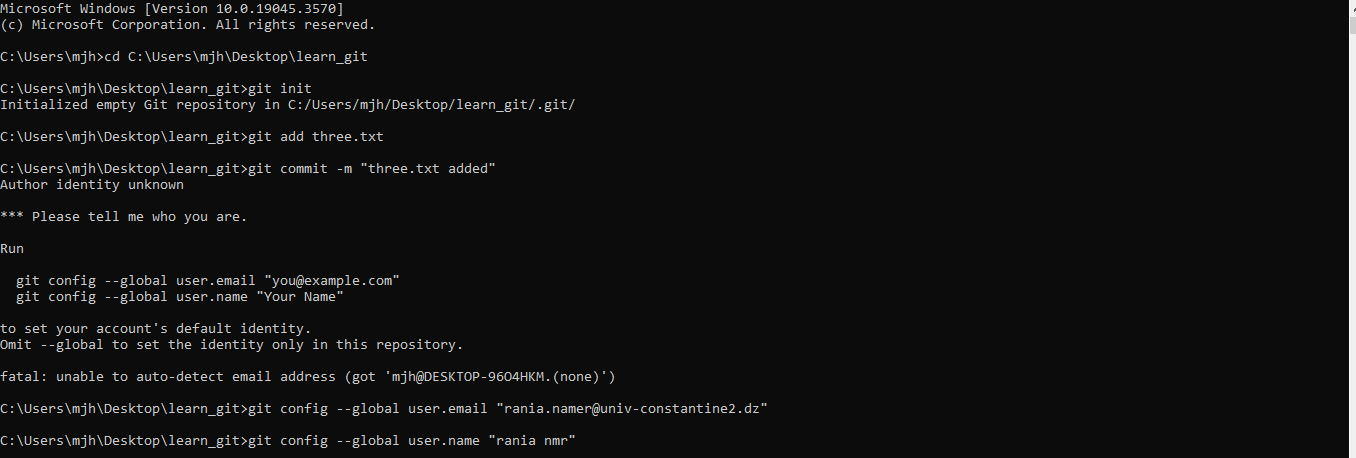 Microsoft Windows [Version 10.0.19045.3570]
(c) Microsoft Corporation. All rights reserved.
C:\Users\mjh>cd C:\Users\mjh\Desktop\learn_git
C:\Users\mjh\Desktop\learn_git>git init
Initialized empty Git repository in C:/Users/mjh/Desktop/learn_git/.git/
C:\Users\mjh\Desktop\learn_git>git add three.txt
C:\Users\mjh\Desktop\learn_git>git commit -m "three.txt added"
Author identity unknown
*** Please tell me who you are.
Run
  git config --global user.email "you@example.com"
  git config --global user.name "Your Name"
to set your account's default identity.
Omit --global to set the identity only in this repository.
fatal: unable to auto-detect email address (got 'mjh@DESKTOP-96O4HKM.(none)')
C:\Users\mjh\Desktop\learn_git>git config --global user.email "rania.namer@univ-constantine2.dz"
C:\Users\mjh\Desktop\learn_git>git config --global user.name "rania nmr"